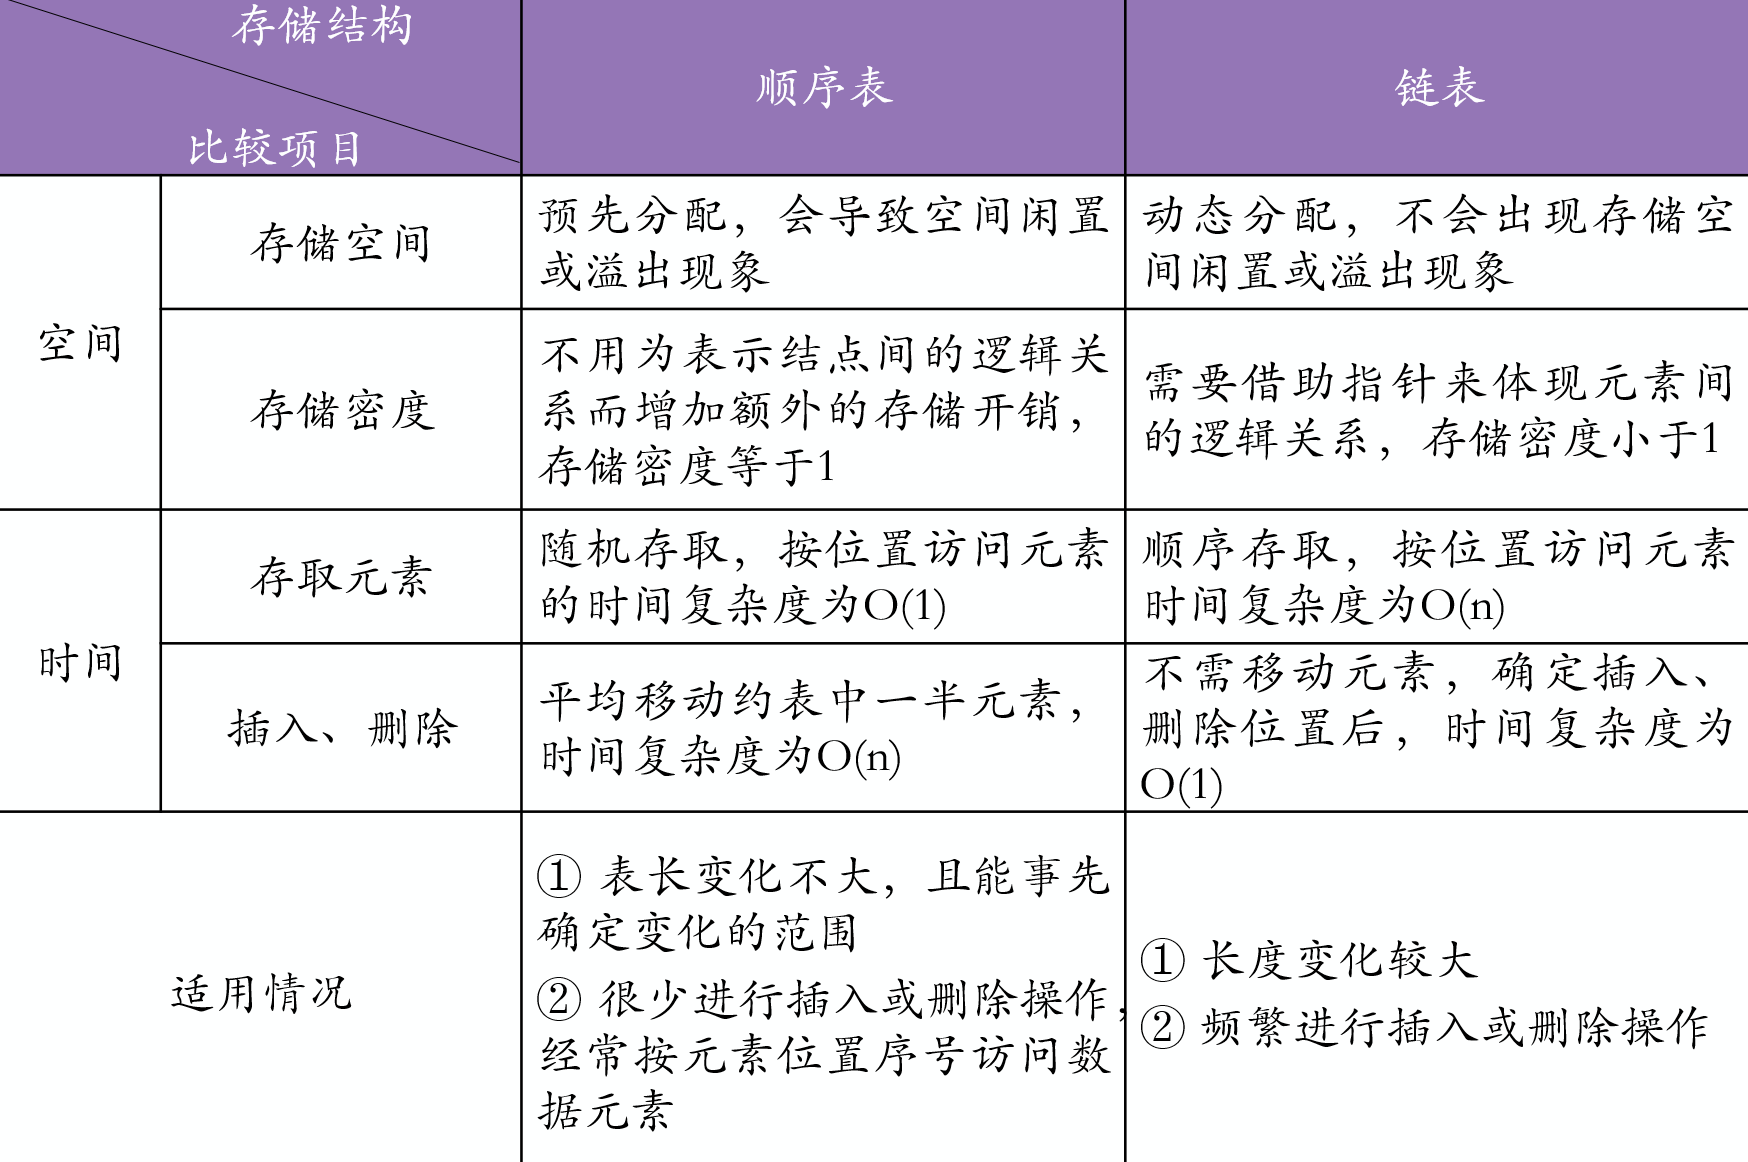 存储结构
比较项目
顺序表
链表
空间
存储空间
预先分配，会导致空间闲置
或溢出现象
动态分配，不会出现存储空
间闲置或溢出现象
存储密度
不用为表示结点间的逻辑关
系而增加额外的存储开销，
存储密度等于1
需要借助指针来体现元素间
的逻辑关系，存储密度小于1
时间
存取元素
随机存取，按位置访问元素
的时间复杂度为O(1)
顺序存取，按位置访问元素
时间复杂度为O(n)
插入、删除
平均移动约表中一半元素，
时间复杂度为O(n)
不需移动元素，确定插入、
删除位置后，时间复杂度为
O(1)
适用情况
① 表长变化不大，且能事先
确定变化的范围
② 很少进行插入或删除操作，
经常按元素位置序号访问数
据元素
① 长度变化较大
② 频繁进行插入或删除操作